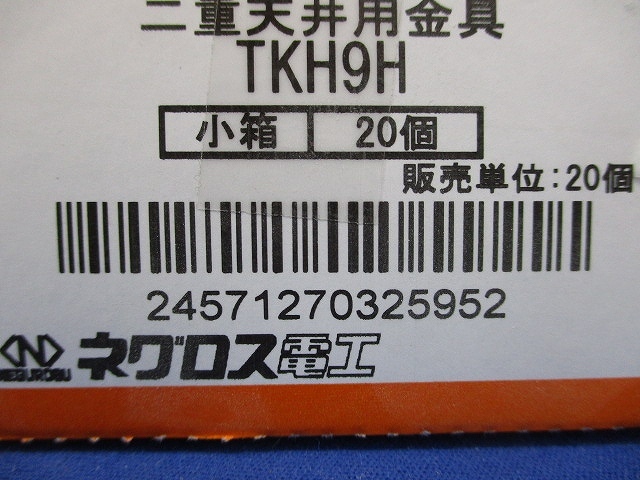 二重天井用金具
TKH9H
小箱 20個
販売単位:20個
24571270325952
NEGUROSU ネグロス電工